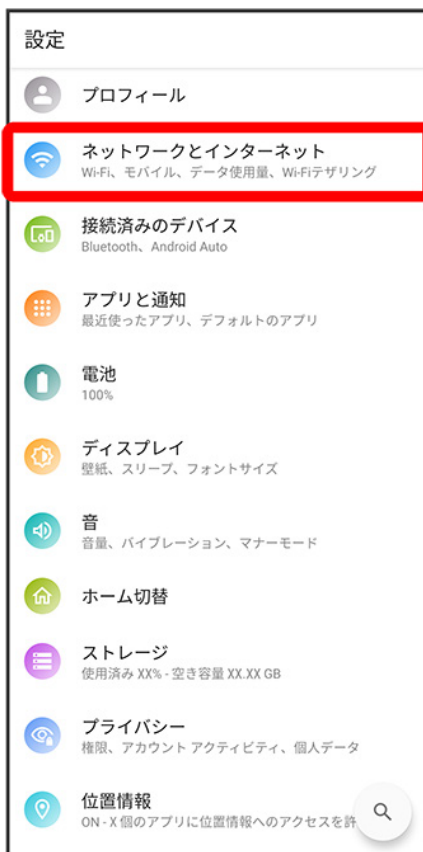 設定
プロフィール
ネットワークとインターネット
Wi-Fi、モバイル、データ使用量、Wi-Fiテザリング
接続済みのデバイス
Bluetooth、Android Auto
アプリと通知
最近使ったアプリ、デフォルトのアプリ
電池
100%
ディスプレイ
壁紙、スリープ、フォントサイズ
音
音量、バイブレーション、マナーモード
ホーム切替
ストレージ
使用済み XX% - 空き容量 XX.XX GB
プライバシー
権限、アカウント アクティビティ、個人データ
位置情報
ON - X 個のアプリに位置情報へのアクセスを許